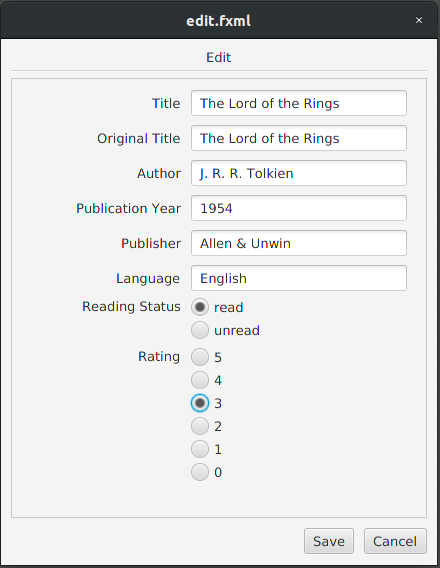 edit.fxml ×
Edit
Title The Lord of the Rings
Original Title The Lord of the Rings
Author J. R. R. Tolkien
Publication Year 1954
Publisher Allen & Unwin
Language English
Reading Status read
unread
Rating 5
4
3
2
1
0
Save Cancel